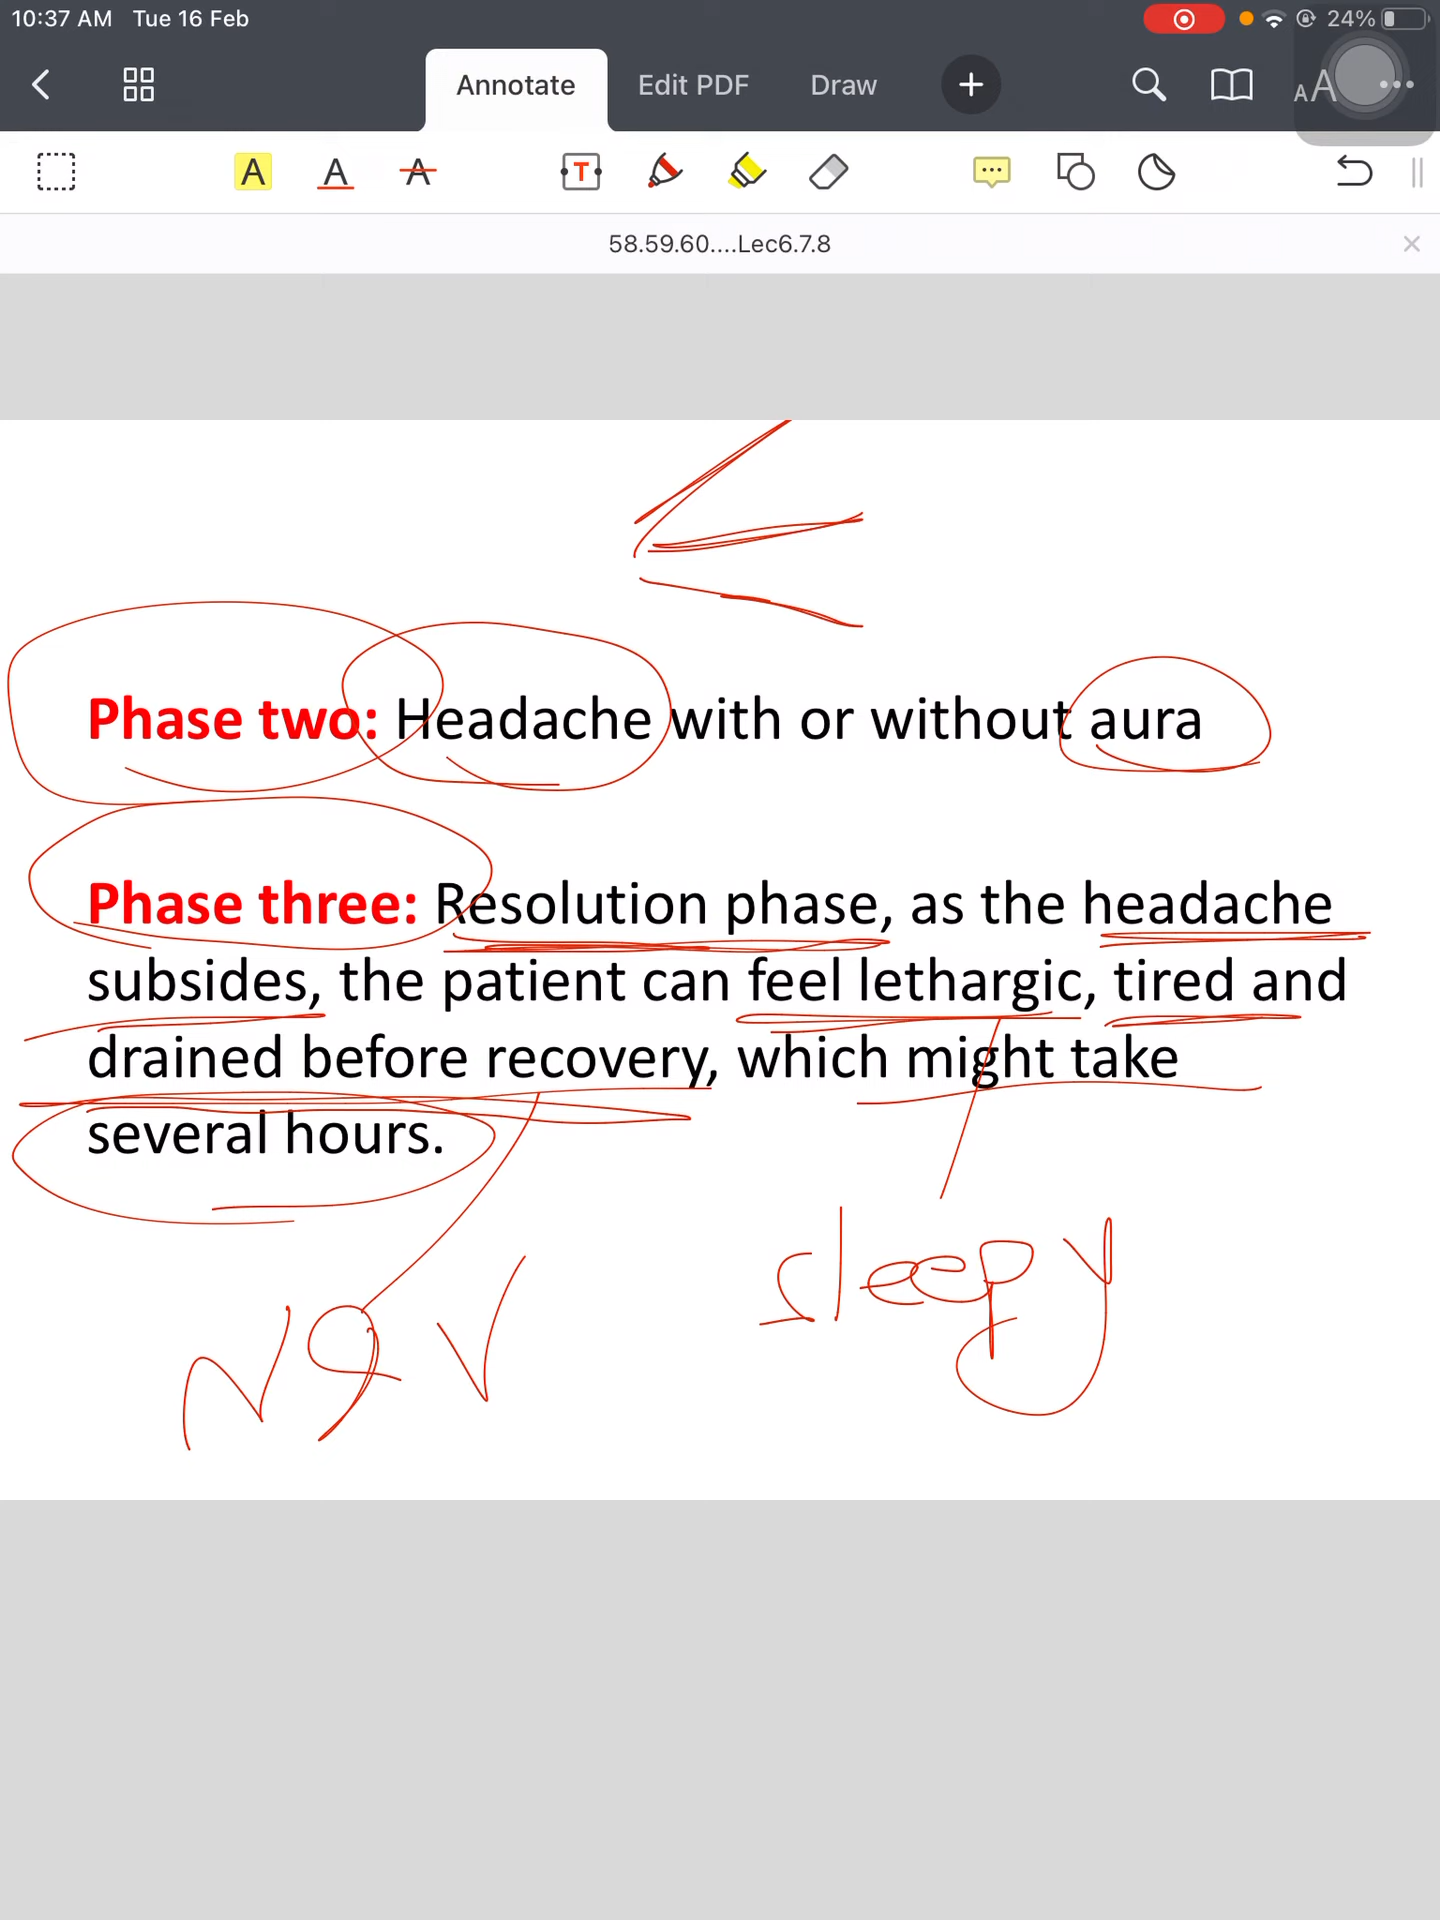 10:37 AM Tue 16 Feb
24%
Annotate Edit PDF Draw
AA
A A A T
58.59.60....Lec6.7.8
Phase two: Headache with or without aura
Phase three: Resolution phase, as the headache
subsides, the patient can feel lethargic, tired and
drained before recovery, which might take
several hours.
sleepy
N & V